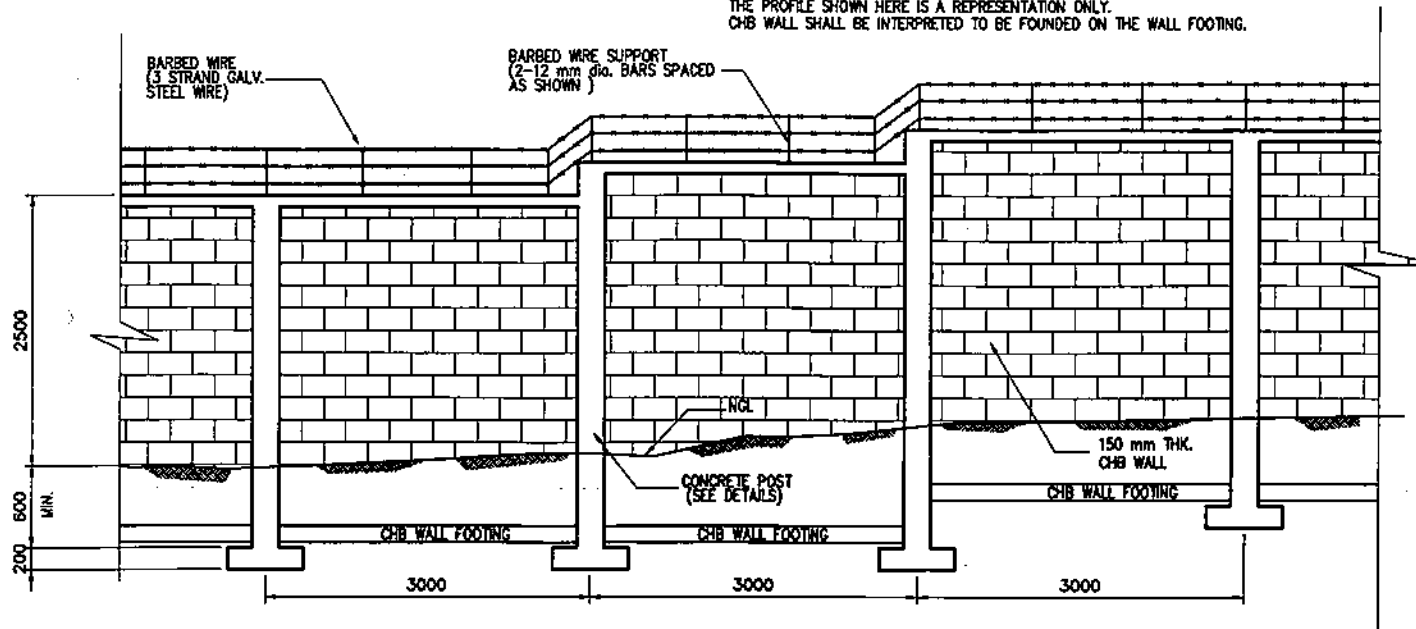 THE PROFILE SHOWN HERE IS A REPRESENTATION ONLY.
CHB WALL SHALL BE INTERPRETED TO BE FOUNDED ON THE WALL FOOTING.
BARBED WIRE
(3 STRAND GALV.
STEEL WIRE)
BARBED WIRE SUPPORT
(2-12 mm dia. BARS SPACED
AS SHOWN )
2500
NGL
150 mm THK.
CHB WALL
CONCRETE POST
(SEE DETAILS)
600
MIN.
CHB WALL FOOTING
CHB WALL FOOTING
CHB WALL FOOTING
200
3000
3000
3000